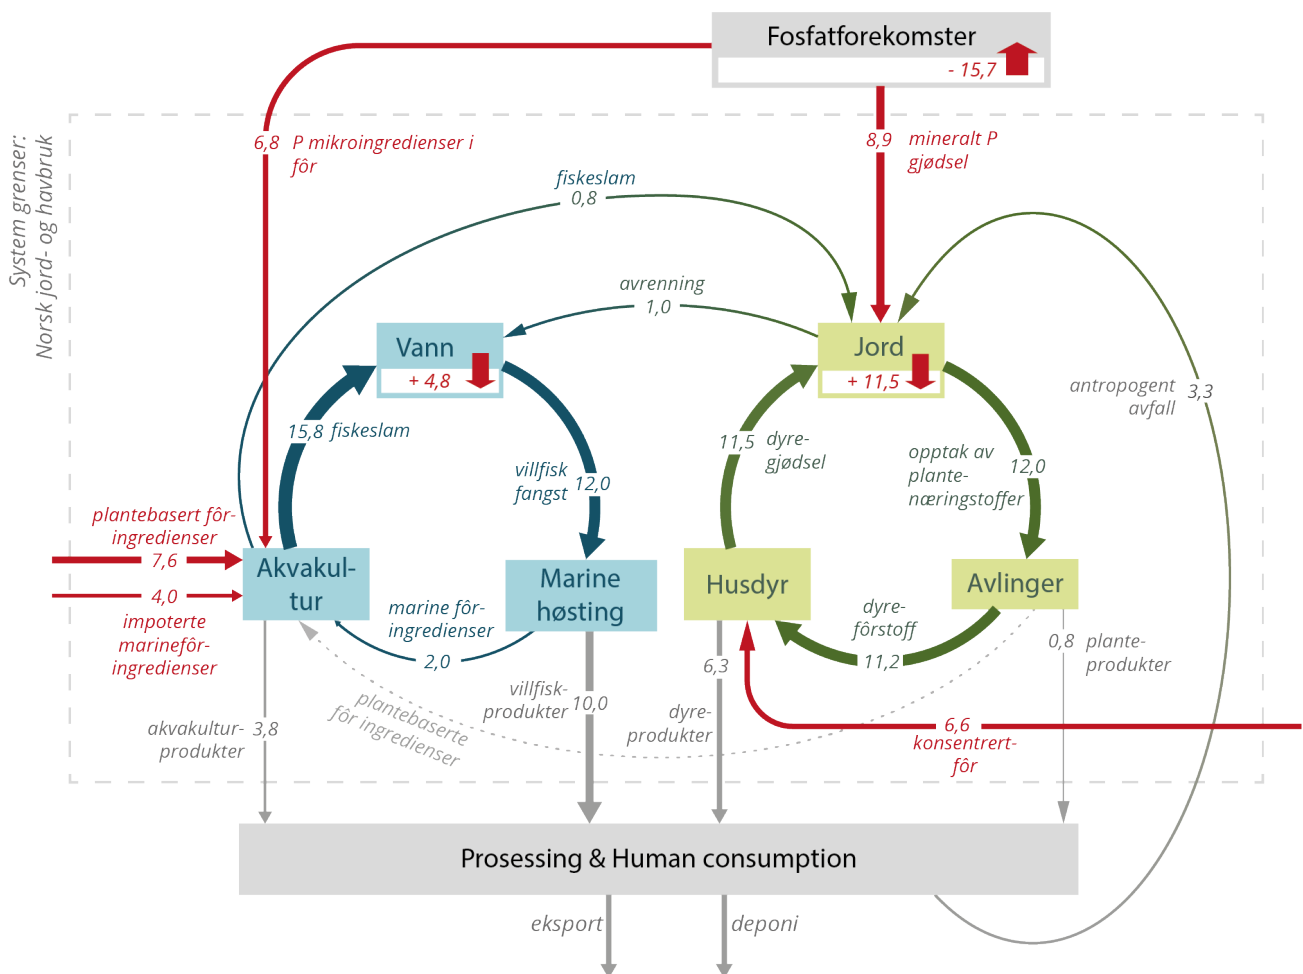 Fosfatforekomster
- 15,7
System grenser:
Norsk jord- og havbruk
6,8 P mikroingredienser i
fôr
8,9 mineralt P
gjødsel
fiskeslam
0,8
avrenning
1,0
Vann
+ 4,8
Jord
+ 11,5
antropogent
avfall
3,3
15,8 fiskeslam
villfisk
fangst
12,0
11,5 dyre-
gjødsel
opptak av
plante-
næringstoffer
12,0
plantebasert fôr-
ingredienser
7,6
4,0
impoterte
marinefôr-
ingredienser
Akvakul-
tur
Marine
høsting
Husdyr
Avlinger
marine fôr-
ingredienser
2,0
dyre-
fôrstoff
11,2
0,8 plante-
produkter
6,3
dyre-
produkter
villfisk-
produkter
10,0
plantebaserte
fôr ingredienser
akvakultur-
produkter
3,8
6,6
konsentrert-
fôr
Prosessing & Human consumption
eksport
deponi